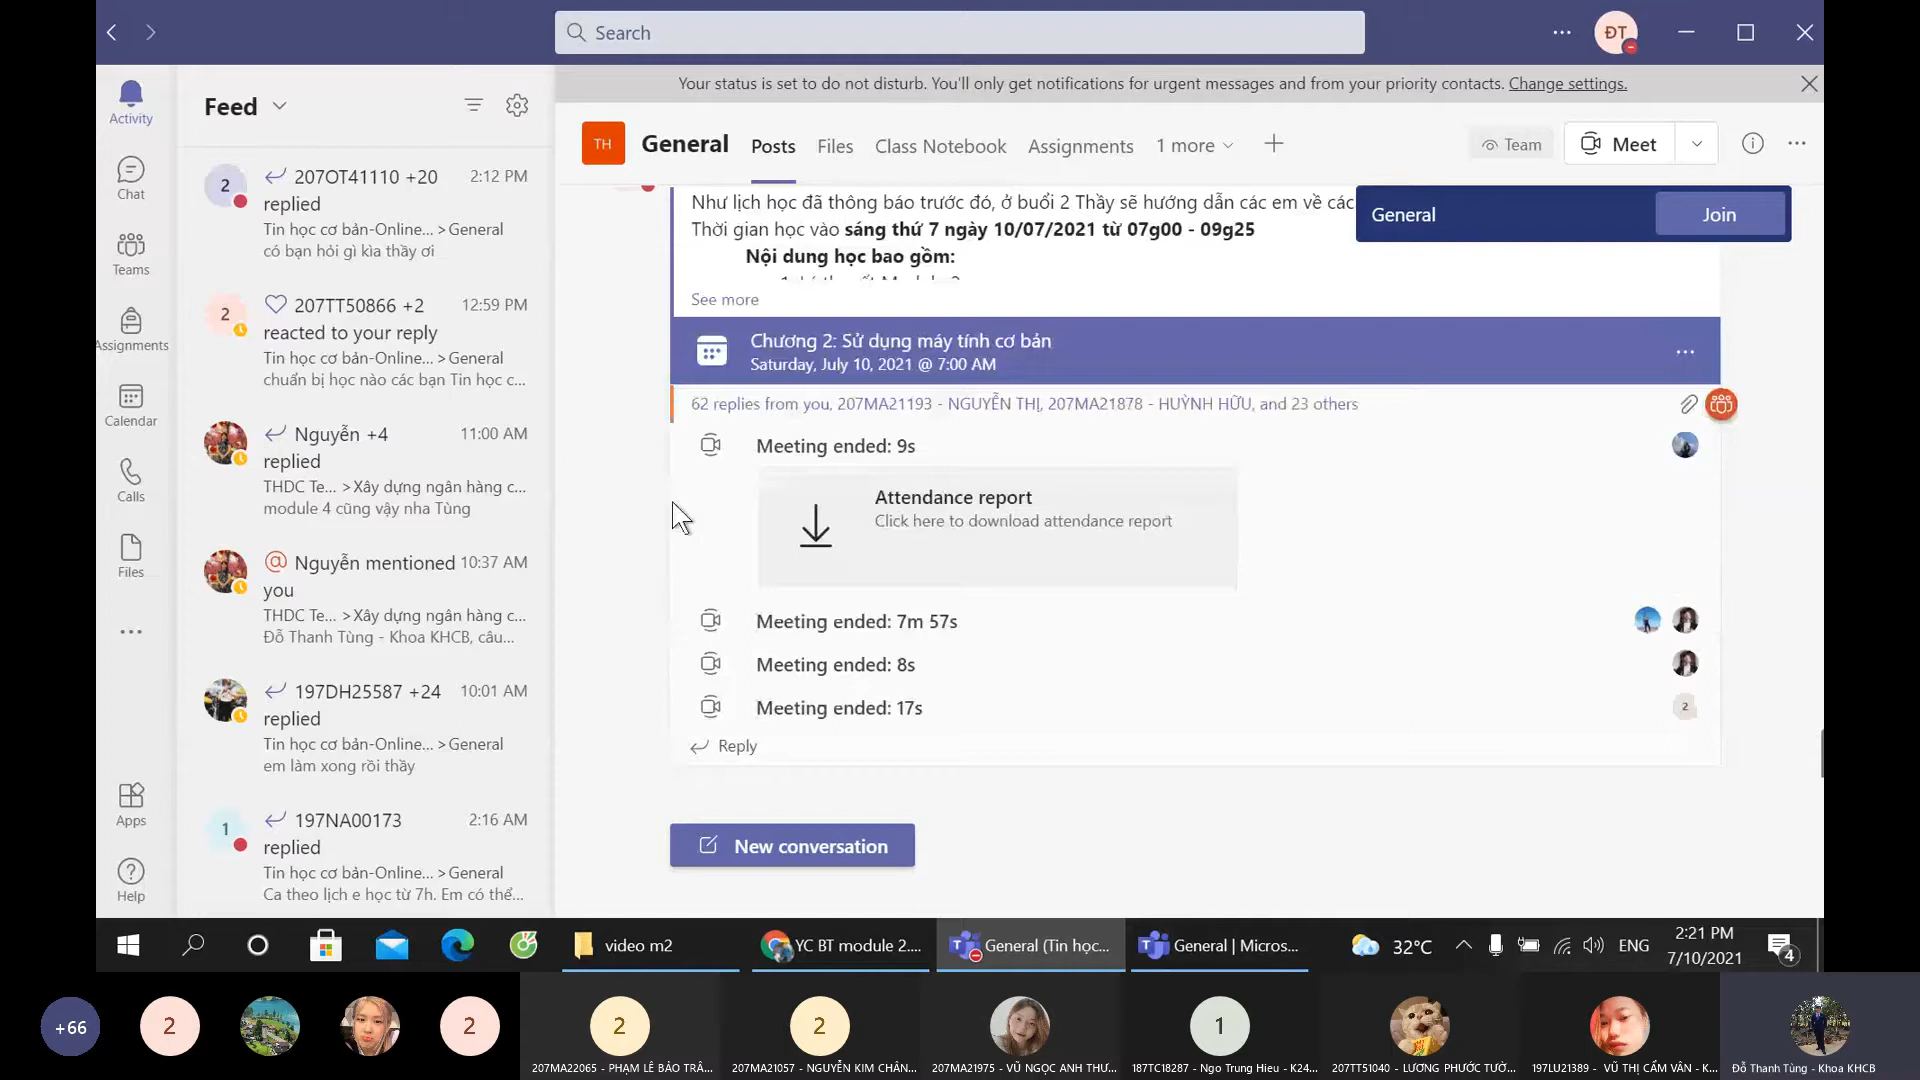 Search
ĐT
Your status is set to do not disturb. You'll only get notifications for urgent messages and from your priority contacts. Change settings.
Activity
Chat
Teams
Assignments
Calendar
Calls
Files
Apps
Help
Feed
2
207OT41110 +20
2:12 PM
replied
Tin học cơ bản-Online... > General
có bạn hỏi gì kìa thầy ơi
2
207TT50866 +2
12:59 PM
reacted to your reply
Tin học cơ bản-Online... > General
chuẩn bị học nào các bạn Tin học c...
Nguyễn +4
11:00 AM
replied
THDC Te... > Xây dựng ngân hàng c...
module 4 cũng vậy nha Tùng
@ Nguyễn mentioned
10:37 AM
you
THDC Te... > Xây dựng ngân hàng c...
Đỗ Thanh Tùng - Khoa KHCB, câu...
197DH25587 +24
10:01 AM
replied
Tin học cơ bản-Online... > General
em làm xong rồi thầy
1
197NA00173
2:16 AM
replied
Tin học cơ bản-Online... > General
Ca theo lịch e học từ 7h. Em có thể...
TH
General
Posts
Files
Class Notebook
Assignments
1 more
Team
Meet
Như lịch học đã thông báo trước đó, ở buổi 2 Thầy sẽ hướng dẫn các em về các
Thời gian học vào sáng thứ 7 ngày 10/07/2021 từ 07g00 - 09g25
Nội dung học bao gồm:
See more
General
Join
Chương 2: Sử dụng máy tính cơ bản
Saturday, July 10, 2021 @ 7:00 AM
62 replies from you, 207MA21193 - NGUYỄN THỊ, 207MA21878 - HUỲNH HỮU, and 23 others
Meeting ended: 9s
Attendance report
Click here to download attendance report
Meeting ended: 7m 57s
Meeting ended: 8s
Meeting ended: 17s
2
Reply
New conversation
video m2
YC BT module 2....
General (Tin học...
General | Micros...
32°C
ENG
2:21 PM
7/10/2021
4
+66
2
2
2
207MA22065 - PHẠM LÊ BẢO TRÂ...
2
207MA21057 - NGUYỄN KIM CHÂN...
207MA21975 - VŨ NGỌC ANH THƯ...
1
187TC18287 - Ngo Trung Hieu - K24...
207TT51040 - LƯƠNG PHƯỚC TƯỜ...
197LU21389 - VŨ THỊ CẨM VÂN - K...
Đỗ Thanh Tùng - Khoa KHCB